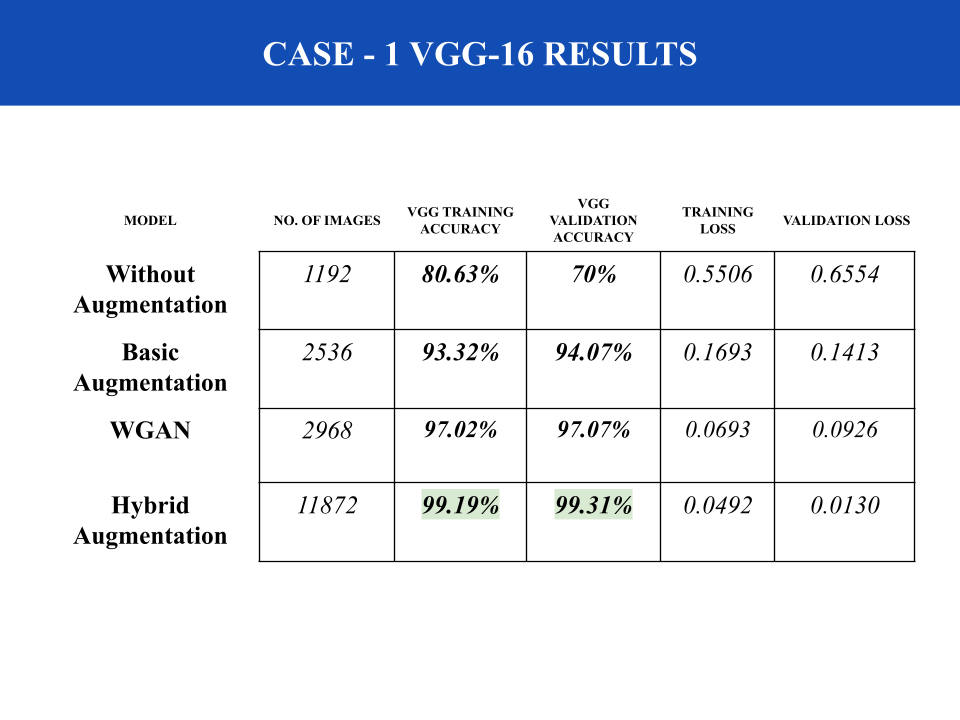 CASE - 1 VGG-16 RESULTS
MODEL NO. OF IMAGES VGG TRAINING ACCURACY VGG VALIDATION ACCURACY TRAINING LOSS VALIDATION LOSS
Without Augmentation 1192 80.63% 70% 0.5506 0.6554
Basic Augmentation 2536 93.32% 94.07% 0.1693 0.1413
WGAN 2968 97.02% 97.07% 0.0693 0.0926
Hybrid Augmentation 11872 99.19% 99.31% 0.0492 0.0130